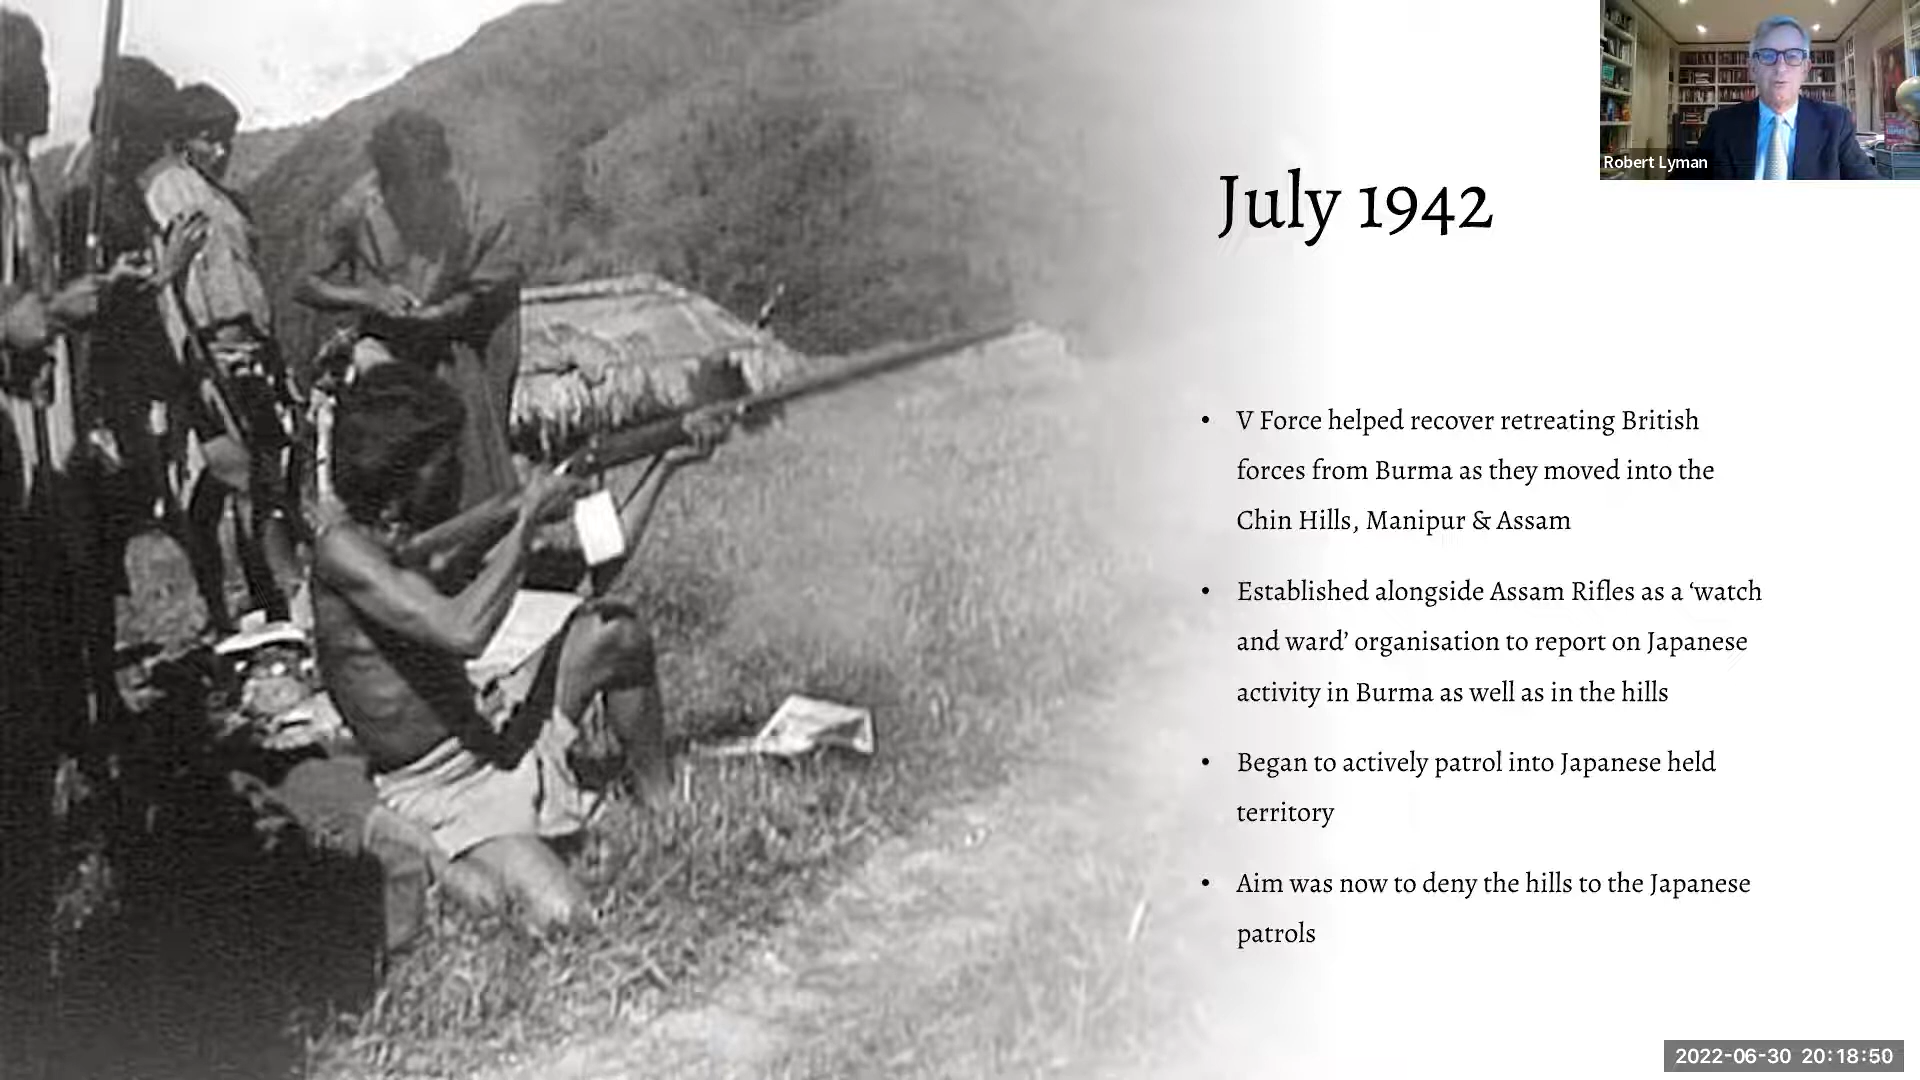 Robert Lyman
July 1942
• V Force helped recover retreating British
forces from Burma as they moved into the
Chin Hills, Manipur & Assam
• Established alongside Assam Rifles as a ‘watch
and ward’ organisation to report on Japanese
activity in Burma as well as in the hills
• Began to actively patrol into Japanese held
territory
• Aim was now to deny the hills to the Japanese
patrols
2022-06-30 20:18:50